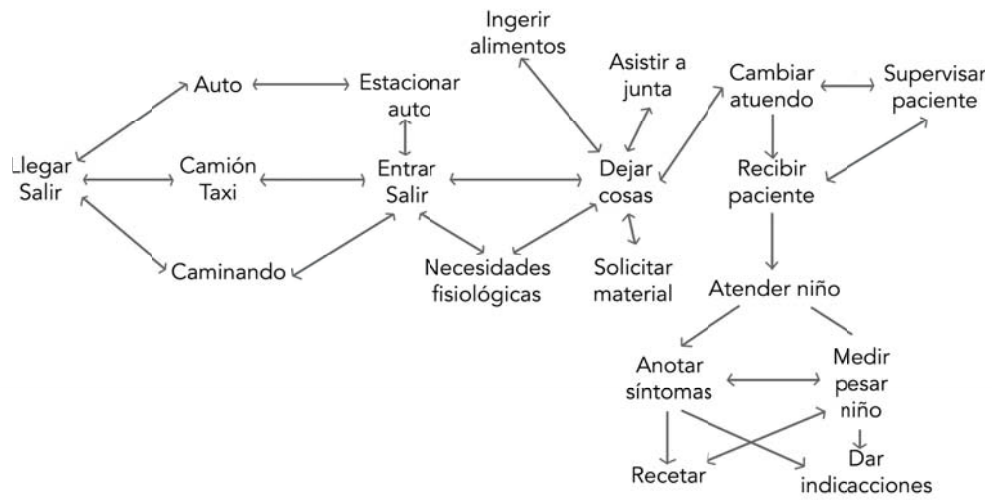 Ingerir
alimentos
Asistir a
junta
Cambiar
atuendo
Supervisar
paciente
Auto
Estacionar
auto
Llegar
Salir
Camión
Taxi
Entrar
Salir
Dejar
cosas
Recibir
paciente
Caminando
Necesidades
fisiológicas
Solicitar
material
Atender niño
Anotar
síntomas
Medir
pesar
niño
Recetar
Dar
indicacciones